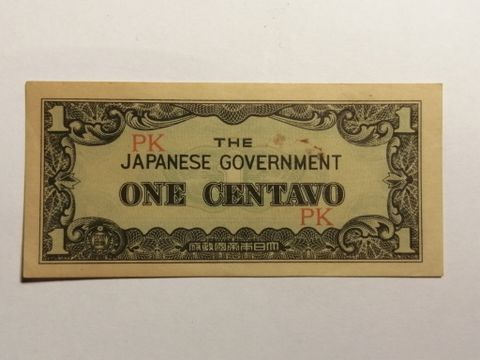 1 1
PK THE
JAPANESE GOVERNMENT
ONE CENTAVO
PK
1 1
大日本帝國政府